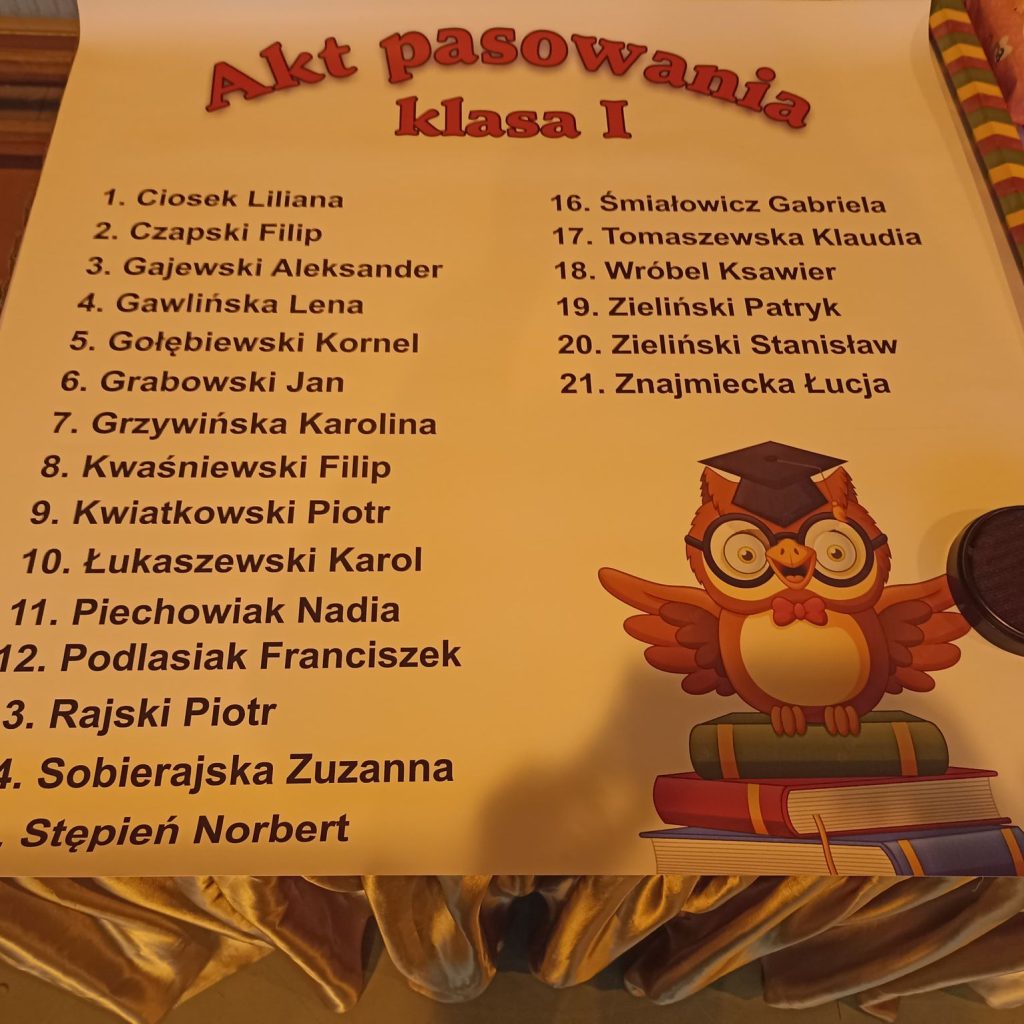 Akt pasowania
klasa I
1. Ciosek Liliana
2. Czapski Filip
3. Gajewski Aleksander
4. Gawlińska Lena
5. Gołębiewski Kornel
6. Grabowski Jan
7. Grzywińska Karolina
8. Kwaśniewski Filip
9. Kwiatkowski Piotr
10. Łukaszewski Karol
11. Piechowiak Nadia
12. Podlasiak Franciszek
3. Rajski Piotr
4. Sobierajska Zuzanna
. Stępień Norbert
16. Śmiałowicz Gabriela
17. Tomaszewska Klaudia
18. Wróbel Ksawier
19. Zieliński Patryk
20. Zieliński Stanisław
21. Znajmiecka Łucja